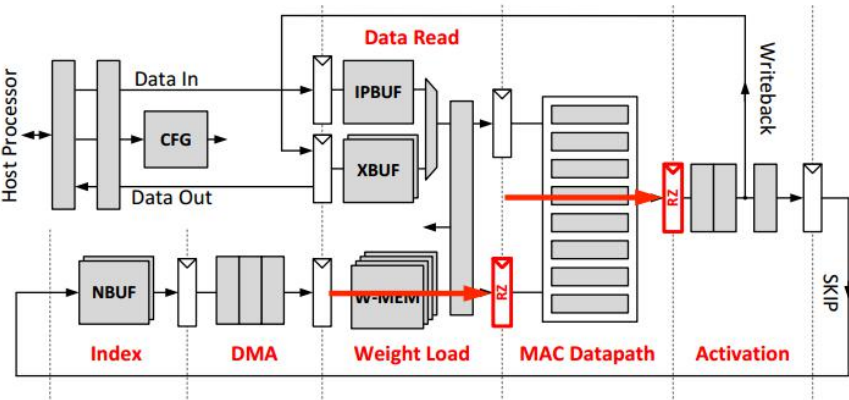 Data Read
Host Processor
Data In
IPBUF
CFG
XBUF
Data Out
Writeback
RZ
NBUF
W-MEM
RZ
SKIP
Index
DMA
Weight Load
MAC Datapath
Activation